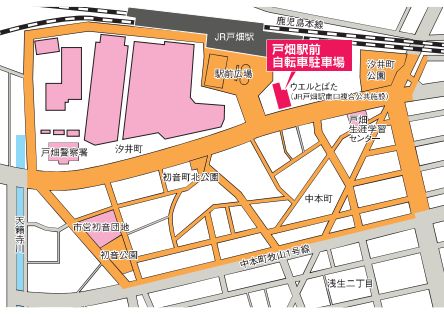 鹿児島本線
JR戸畑駅
戸畑駅前
自転車駐車場
駅前広場
汐井町
公園
ウエルとばた
(JR戸畑駅南口複合公共施設)
戸畑
生涯学習
センター
汐井町
戸畑警察署
初音町北公園
中本町
天籟寺川
市営初音団地
初音公園
中本町牧山1号線
浅生二丁目